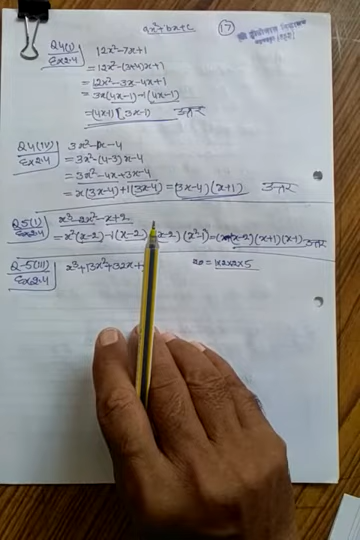 ax²+bx+c
17
Q4(I) 12x²-7x+1
Ex2.4 = 12x²-(3+4)x+1
= 12x²-3x-4x+1
= 3x(4x-1)-1(4x-1)
= (4x-1)(3x-1) उत्तर
Q4(IV) 3x²-x-4
Ex2.4 = 3x²-(4-3)x-4
= 3x²-4x+3x-4
= x(3x-4)+1(3x-4) = (3x-4)(x+1) उत्तर
Q5(I) x³-2x²-x+2
Ex2.4 = x²(x-2)-1(x-2) (x-2)(x²-1)=(x-2)(x+1)(x-1) उत्तर
Q-5(III) x³+13x²+32x+ 20 = 1x2x2x5
Ex2.4